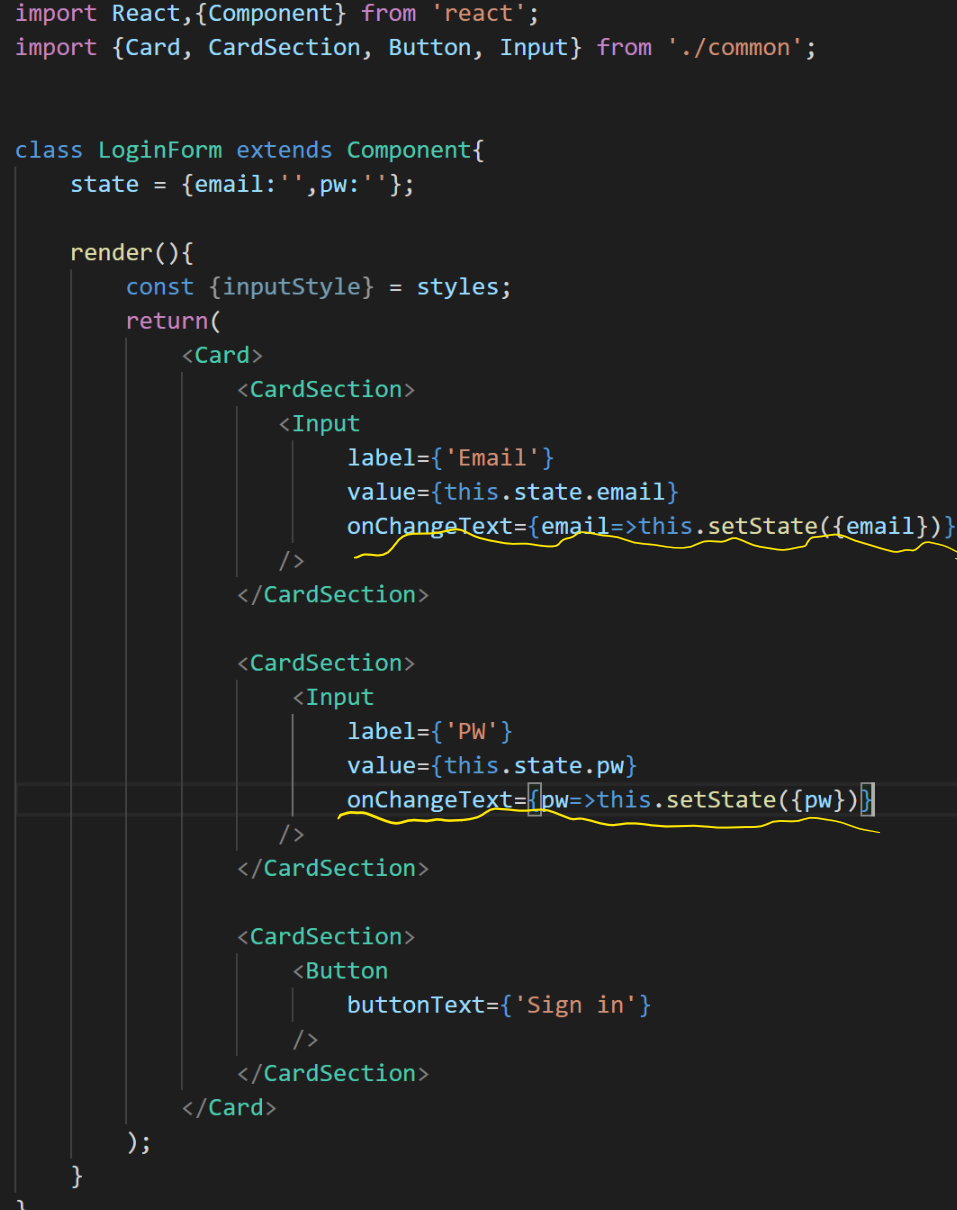 import React,{Component} from 'react';
import {Card, CardSection, Button, Input} from './common';
class LoginForm extends Component{
state = {email:'',pw:''};
render(){
const {inputStyle} = styles;
return(
<Card>
<CardSection>
<Input
label={'Email'}
value={this.state.email}
onChangeText={email=>this.setState({email})}
/>
</CardSection>
<CardSection>
<Input
label={'PW'}
value={this.state.pw}
onChangeText={pw=>this.setState({pw})}
/>
</CardSection>
<CardSection>
<Button
buttonText={'Sign in'}
/>
</CardSection>
</Card>
);
}
}